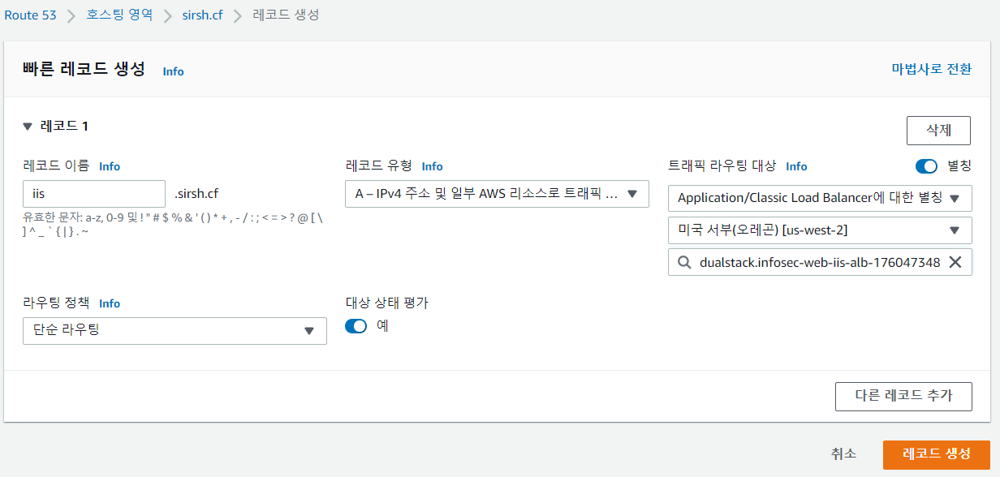 Route 53 > 호스팅 영역 > sirsh.cf > 레코드 생성
빠른 레코드 생성 Info 마법사로 전환
▼ 레코드 1
삭제
레코드 이름 Info
iis .sirsh.cf
유효한 문자: a-z, 0-9 및 ! " # $ % & ' ( ) * + , - / : ; < = > ? @ [ \
] ^ _ ` { | } . ~
레코드 유형 Info
A – IPv4 주소 및 일부 AWS 리소스로 트래픽 ...
트래픽 라우팅 대상 Info 별칭
Application/Classic Load Balancer에 대한 별칭
미국 서부(오레곤) [us-west-2]
dualstack.infosec-web-iis-alb-176047348
라우팅 정책 Info
단순 라우팅
대상 상태 평가
예
다른 레코드 추가
취소 레코드 생성